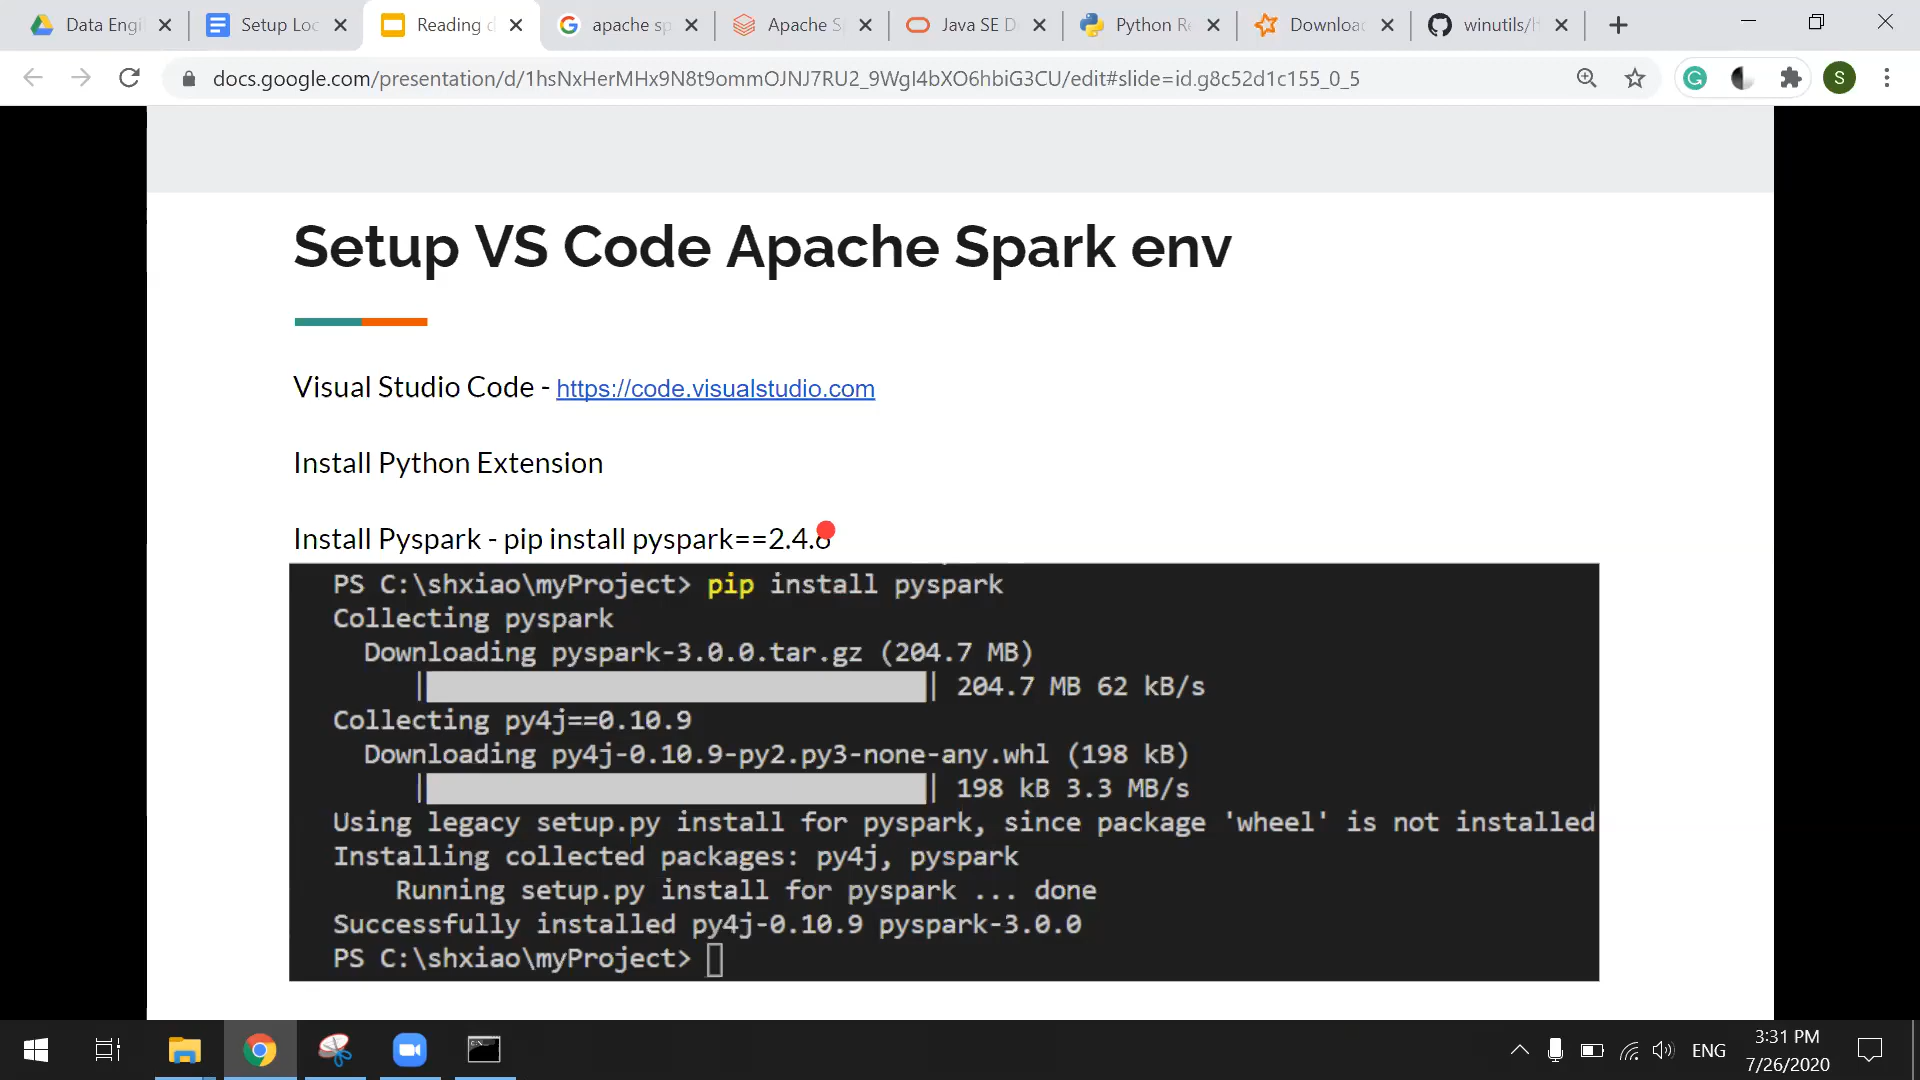 Data Engi
Setup Loc
Reading d
apache sp
Apache S
Java SE D
Python Re
Download
winutils/h
docs.google.com/presentation/d/1hsNxHerMHx9N8t9ommOJNJ7RU2_9WgI4bXO6hbiG3CU/edit#slide=id.g8c52d1c155_0_5
S
Setup VS Code Apache Spark env
Visual Studio Code - https://code.visualstudio.com
Install Python Extension
Install Pyspark - pip install pyspark==2.4.6
PS C:\shxiao\myProject> pip install pyspark
Collecting pyspark
Downloading pyspark-3.0.0.tar.gz (204.7 MB)
| | 204.7 MB 62 kB/s
Collecting py4j==0.10.9
Downloading py4j-0.10.9-py2.py3-none-any.whl (198 kB)
| | 198 kB 3.3 MB/s
Using legacy setup.py install for pyspark, since package 'wheel' is not installed
Installing collected packages: py4j, pyspark
Running setup.py install for pyspark ... done
Successfully installed py4j-0.10.9 pyspark-3.0.0
PS C:\shxiao\myProject>
ENG
3:31 PM
7/26/2020